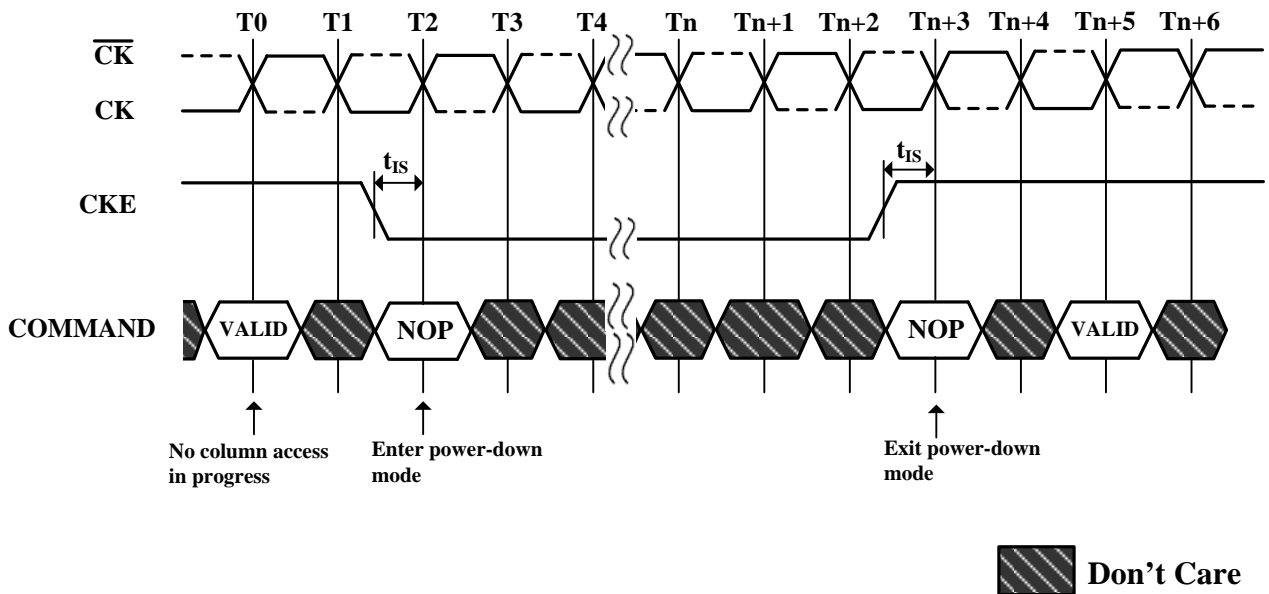 T0 T1 T2 T3 T4 Tn Tn+1 Tn+2 Tn+3 Tn+4 Tn+5 Tn+6
CK
CK
tIS tIS
CKE
COMMAND VALID NOP NOP VALID
No column access
in progress
Enter power-down
mode
Exit power-down
mode
Don't Care